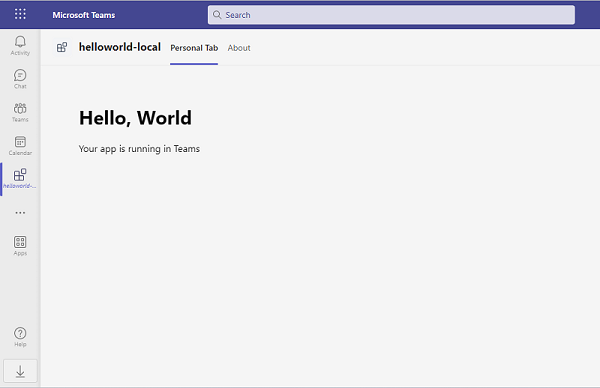 Microsoft Teams
Search
Activity
Chat
Teams
Calendar
helloworld-...
...
Apps
Help
helloworld-local Personal Tab About
Hello, World
Your app is running in Teams